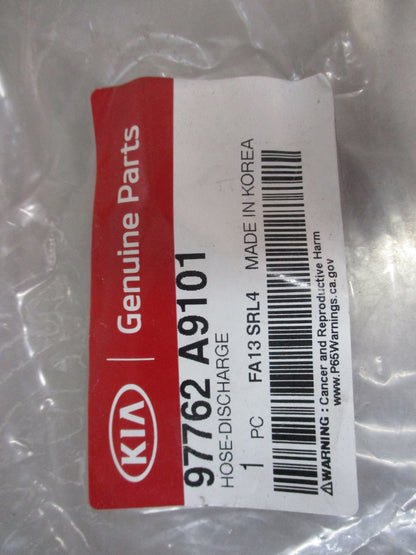 KIA | Genuine Parts
97762 A9101
HOSE-DISCHARGE
1 PC FA13 SRL4 MADE IN KOREA
⚠WARNING : Cancer and Reproductive Harm
www.P65Warnings.ca.gov